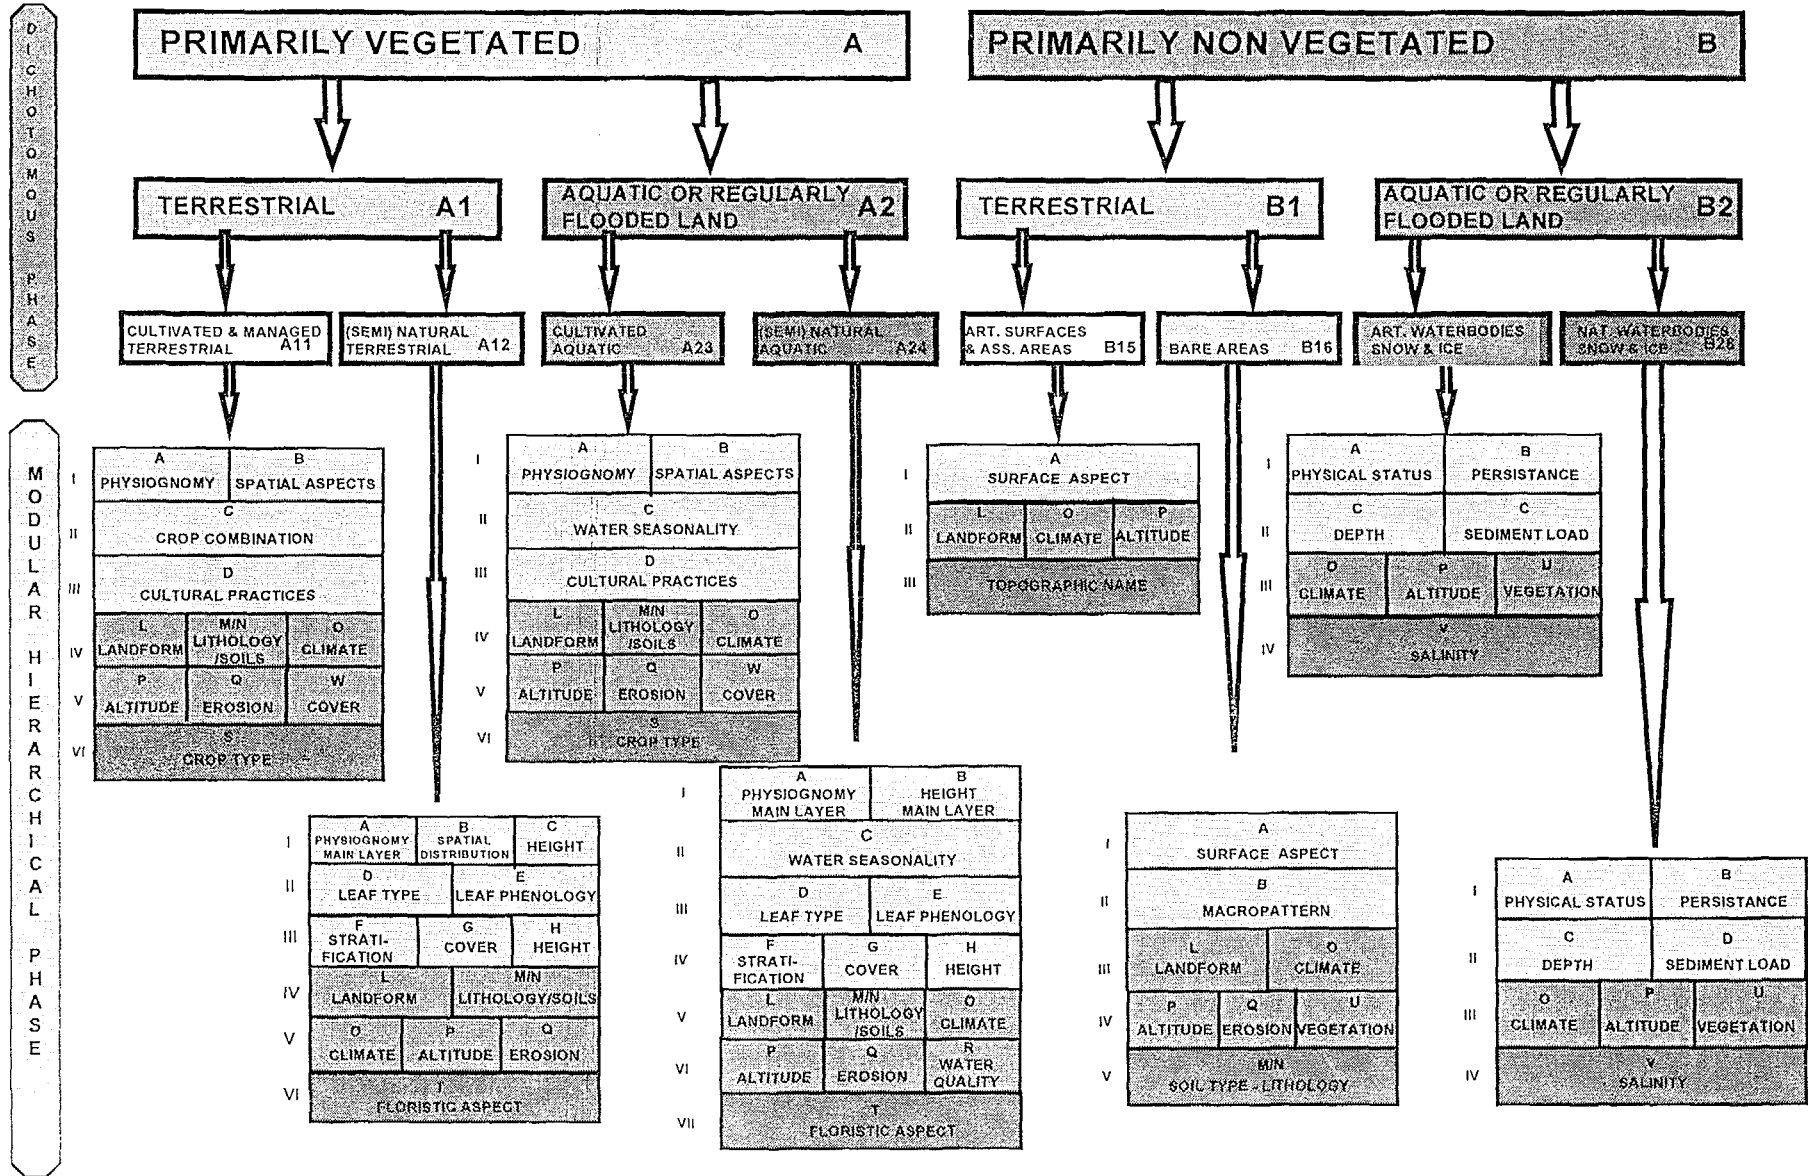 DICHOTOMOUS PHASE
PRIMARILY VEGETATED A
PRIMARILY NON VEGETATED B
TERRESTRIAL A1
AQUATIC OR REGULARLY
FLOODED LAND A2
TERRESTRIAL B1
AQUATIC OR REGULARLY
FLOODED LAND B2
CULTIVATED & MANAGED
TERRESTRIAL A11
(SEMI) NATURAL
TERRESTRIAL A12
CULTIVATED
AQUATIC A23
(SEMI) NATURAL
AQUATIC A24
ART. SURFACES
& ASS. AREAS B15
BARE AREAS B16
ART. WATERBODIES
SNOW & ICE
NAT. WATERBODIES
SNOW & ICE B28
MODULAR HIERARCHICAL PHASE
I
A
PHYSIOGNOMY
B
SPATIAL ASPECTS
II
C
CROP COMBINATION
III
D
CULTURAL PRACTICES
IV
L
LANDFORM
M/N
LITHOLOGY
/SOILS
O
CLIMATE
V
P
ALTITUDE
Q
EROSION
W
COVER
VI
S
CROP TYPE
I
A
PHYSIOGNOMY
B
SPATIAL ASPECTS
II
C
WATER SEASONALITY
III
D
CULTURAL PRACTICES
IV
L
LANDFORM
M/N
LITHOLOGY
/SOILS
O
CLIMATE
V
P
ALTITUDE
Q
EROSION
W
COVER
VI
S
CROP TYPE
I
A
SURFACE ASPECT
II
L
LANDFORM
O
CLIMATE
P
ALTITUDE
III
TOPOGRAPHIC NAME
I
A
PHYSICAL STATUS
B
PERSISTANCE
II
C
DEPTH
C
SEDIMENT LOAD
III
O
CLIMATE
P
ALTITUDE
U
VEGETATION
IV
V
SALINITY
I
A
PHYSIOGNOMY
MAIN LAYER
B
SPATIAL
DISTRIBUTION
C
HEIGHT
II
D
LEAF TYPE
E
LEAF PHENOLOGY
III
F
STRATI-
FICATION
G
COVER
H
HEIGHT
IV
L
LANDFORM
M/N
LITHOLOGY/SOILS
V
O
CLIMATE
P
ALTITUDE
Q
EROSION
VI
T
FLORISTIC ASPECT
I
A
PHYSIOGNOMY
MAIN LAYER
B
HEIGHT
MAIN LAYER
II
C
WATER SEASONALITY
III
D
LEAF TYPE
E
LEAF PHENOLOGY
IV
F
STRATI-
FICATION
G
COVER
H
HEIGHT
V
L
LANDFORM
M/N
LITHOLOGY
/SOILS
O
CLIMATE
VI
P
ALTITUDE
Q
EROSION
R
WATER
QUALITY
VII
T
FLORISTIC ASPECT
I
A
SURFACE ASPECT
II
B
MACROPATTERN
III
L
LANDFORM
O
CLIMATE
IV
P
ALTITUDE
Q
EROSION
U
VEGETATION
V
M/N
SOIL TYPE - LITHOLOGY
I
A
PHYSICAL STATUS
B
PERSISTANCE
II
C
DEPTH
D
SEDIMENT LOAD
III
O
CLIMATE
P
ALTITUDE
U
VEGETATION
IV
V
SALINITY